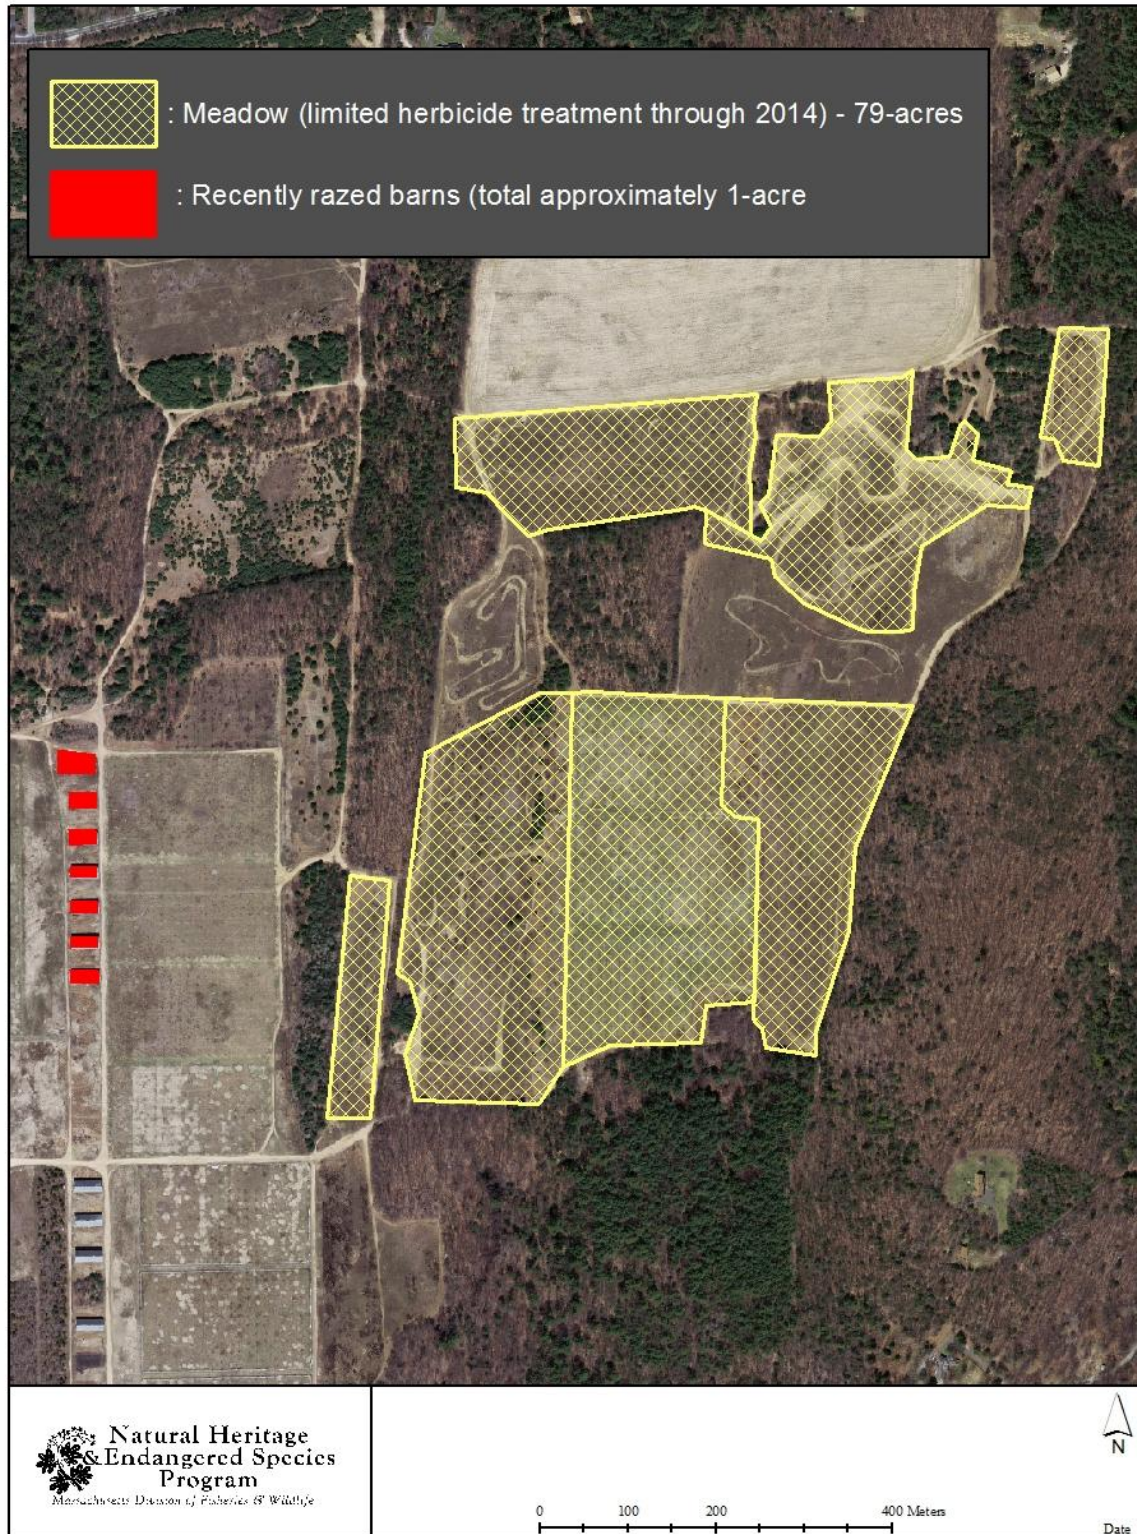 : Meadow (limited herbicide treatment through 2014) - 79-acres
: Recently razed barns (total approximately 1-acre
Natural Heritage
& Endangered Species
Program
Massachusetts Division of Fisheries & Wildlife
N
0 100 200 400 Meters
Date